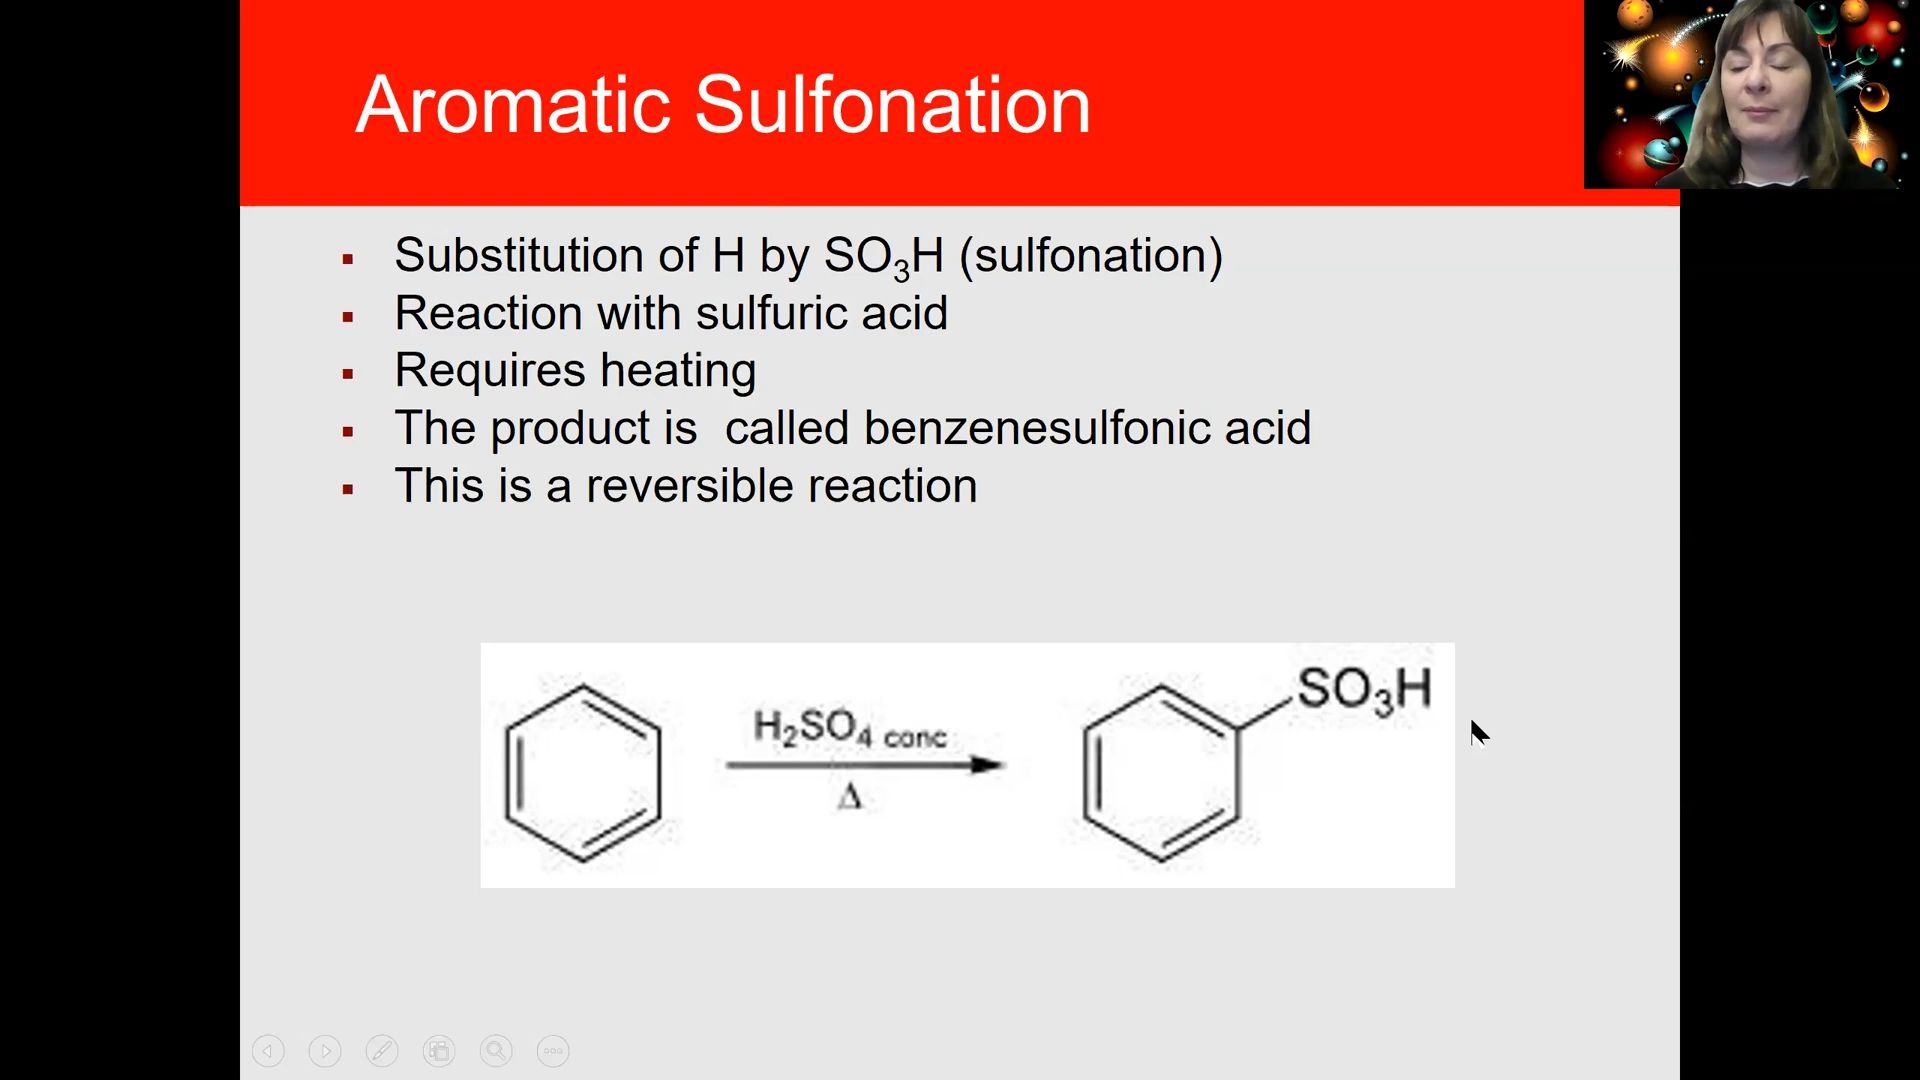 Aromatic Sulfonation
▪ Substitution of H by SO₃H (sulfonation)
▪ Reaction with sulfuric acid
▪ Requires heating
▪ The product is  called benzenesulfonic acid
▪ This is a reversible reaction
SO₃H
H₂SO₄ conc
Δ